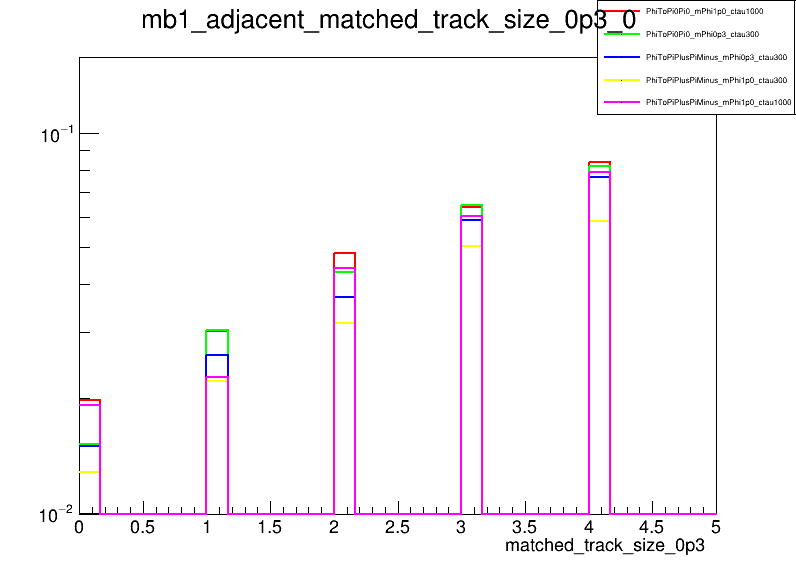 mb1_adjacent_matched_track_size_0p3_0
PhiToPi0Pi0_mPhi1p0_ctau1000
PhiToPi0Pi0_mPhi0p3_ctau300
PhiToPiPlusPiMinus_mPhi0p3_ctau300
PhiToPiPlusPiMinus_mPhi1p0_ctau300
PhiToPiPlusPiMinus_mPhi1p0_ctau1000
10⁻¹
10⁻²
0 0.5 1 1.5 2 2.5 3 3.5 4 4.5 5
matched_track_size_0p3